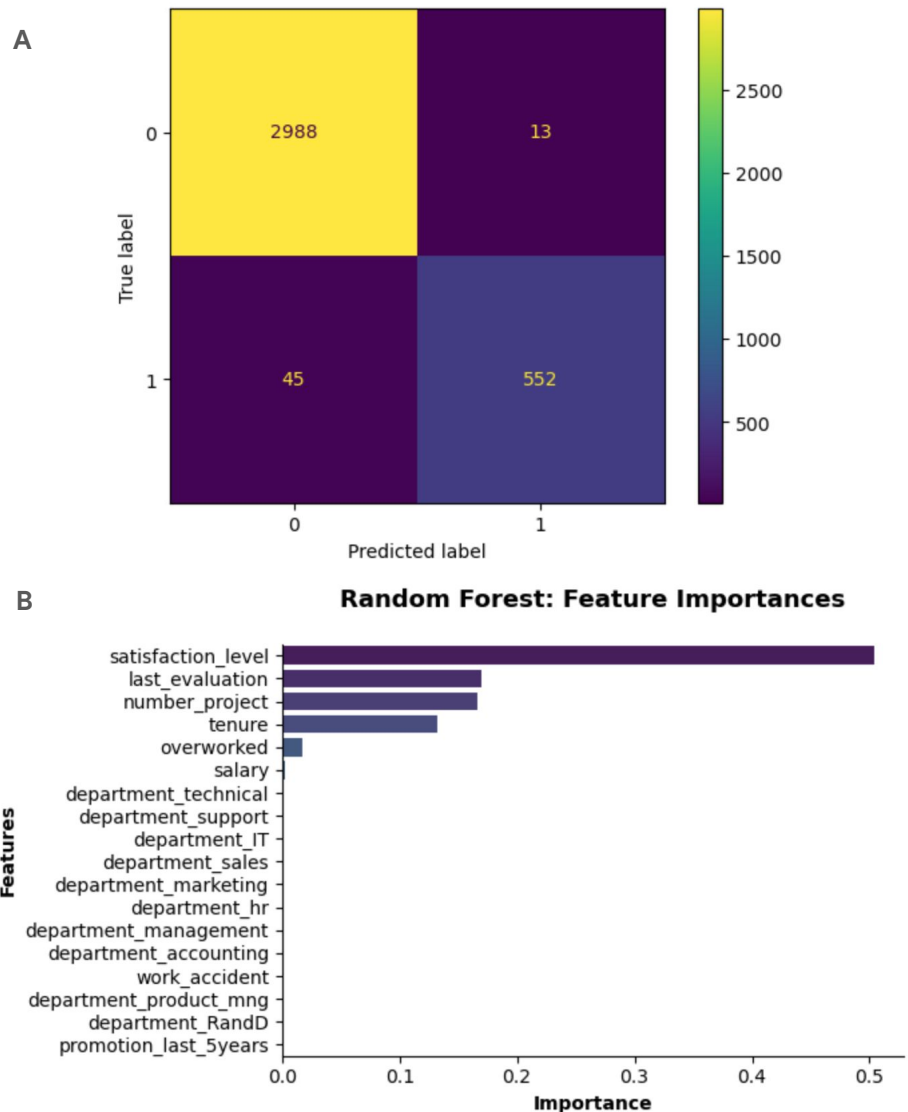 A
2988
13
45
552
0
1
True label
0
1
Predicted label
2500
2000
1500
1000
500
B
Random Forest: Feature Importances
satisfaction_level
last_evaluation
number_project
tenure
overworked
salary
department_technical
department_support
department_IT
department_sales
department_marketing
department_hr
department_management
department_accounting
work_accident
department_product_mng
department_RandD
promotion_last_5years
Features
0.0
0.1
0.2
0.3
0.4
0.5
Importance